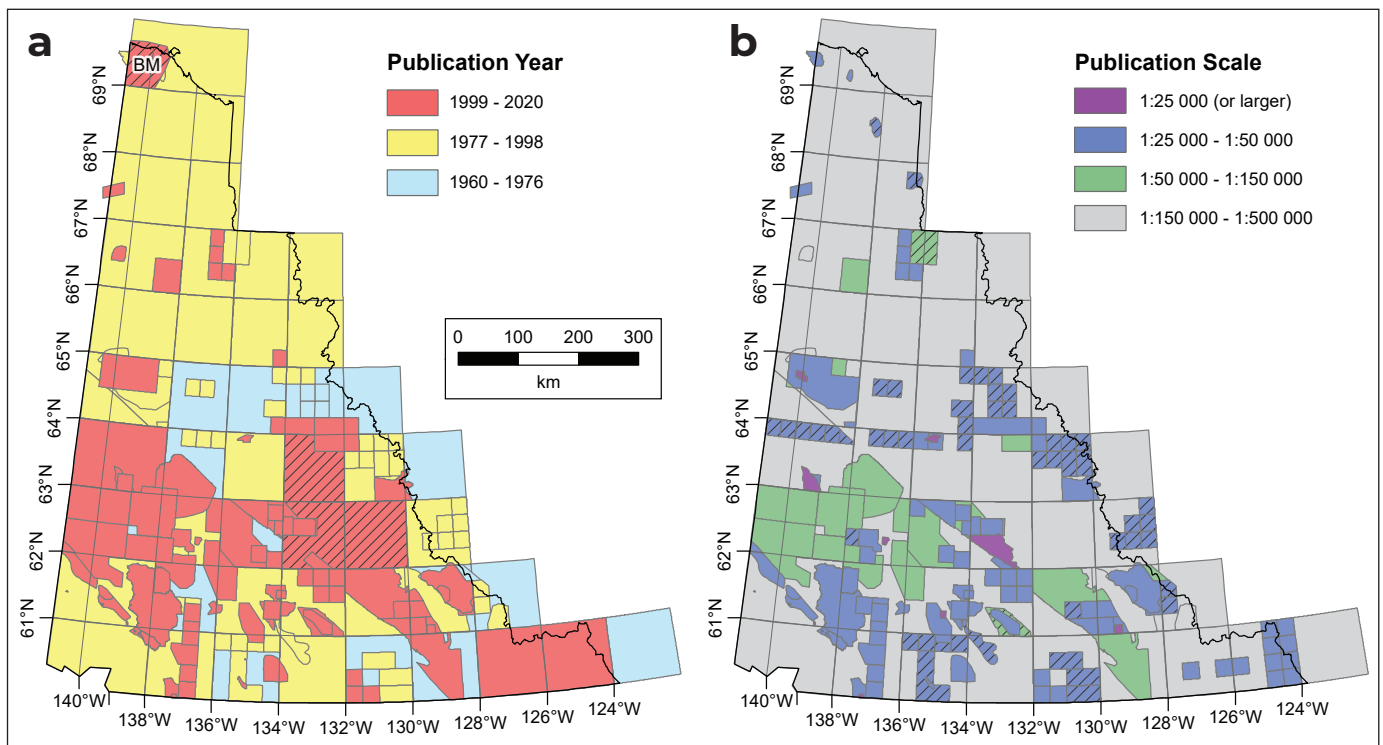 a
BM
Publication Year
1999 - 2020
1977 - 1998
1960 - 1976
0 100 200 300
km
69°N
68°N
67°N
66°N
65°N
64°N
63°N
62°N
61°N
140°W
138°W
136°W
134°W
132°W
130°W
128°W
126°W
124°W
b
Publication Scale
1:25 000 (or larger)
1:25 000 - 1:50 000
1:50 000 - 1:150 000
1:150 000 - 1:500 000
69°N
68°N
67°N
66°N
65°N
64°N
63°N
62°N
61°N
140°W
138°W
136°W
134°W
132°W
130°W
128°W
126°W
124°W